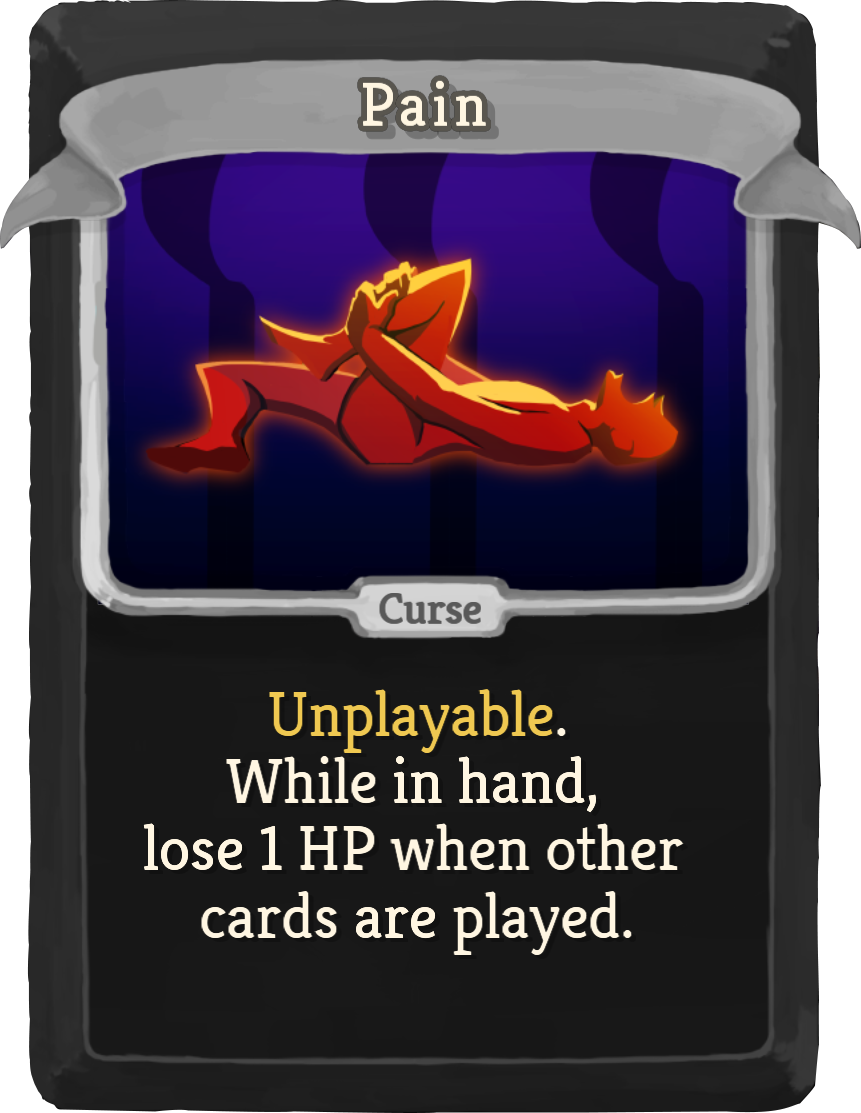 Pain
Curse
Unplayable.
While in hand,
lose 1 HP when other
cards are played.